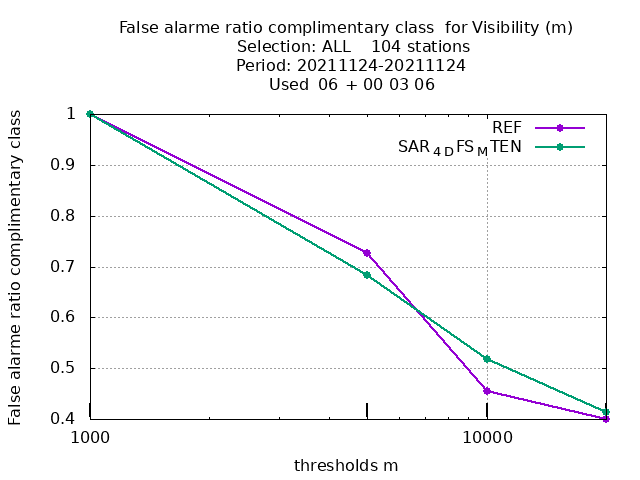 False alarme ratio complimentary class  for Visibility (m)
Selection: ALL    104 stations
Period: 20211124-20211124
Used  06 + 00 03 06
False alarme ratio complimentary class
1
0.9
0.8
0.7
0.6
0.5
0.4
REF
SAR4DFSMTEN
1000
10000
thresholds m